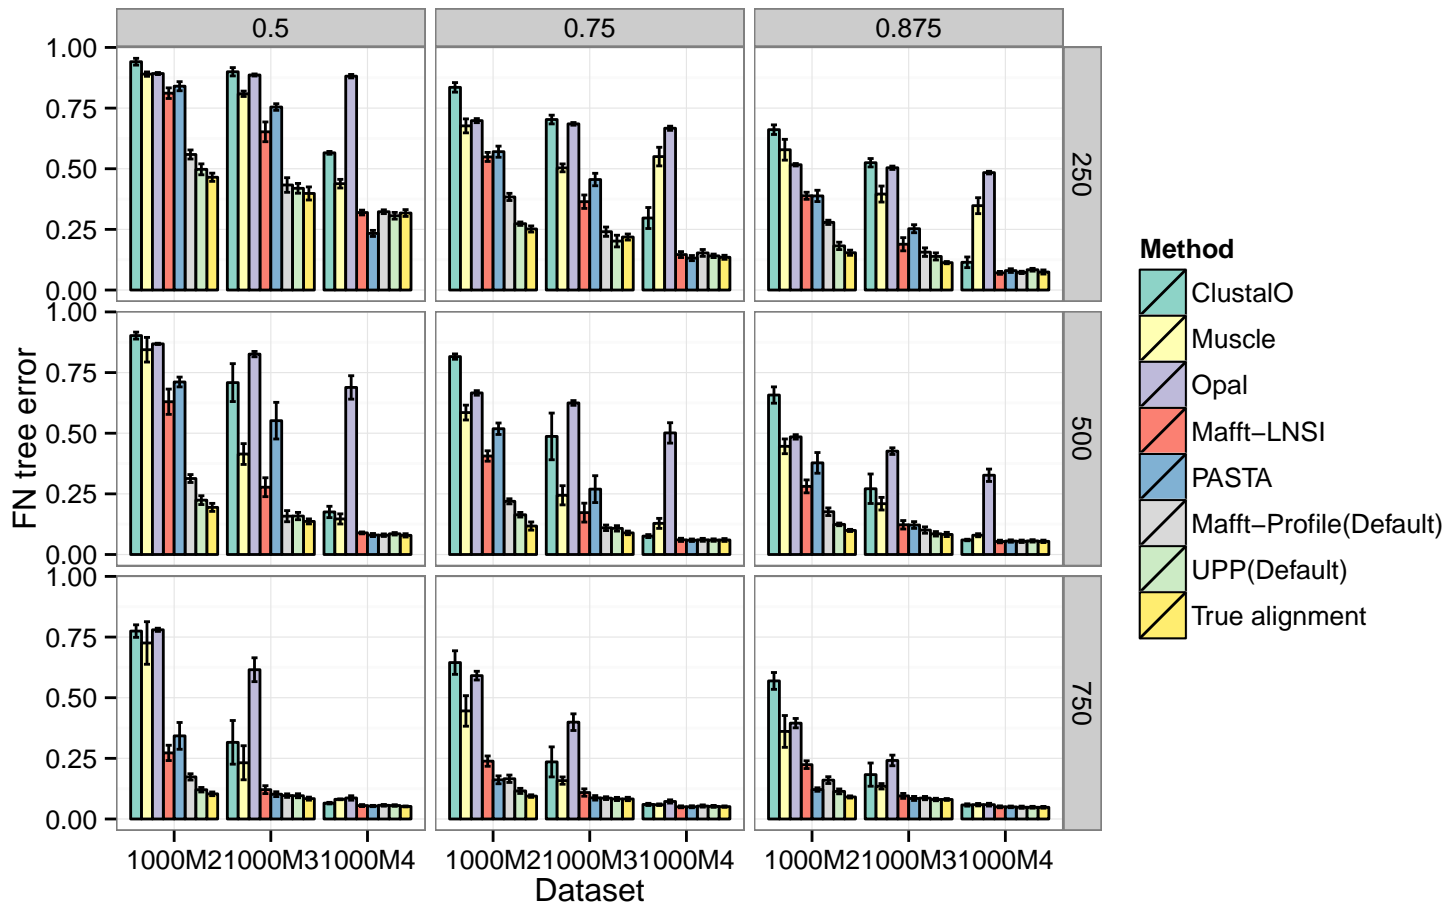 0.5 0.75 0.875
1.00
0.75
0.50
0.25
0.00
250
1.00
0.75
0.50
0.25
0.00
500
1.00
0.75
0.50
0.25
0.00
750
FN tree error
1000M2 1000M3 1000M4 1000M2 1000M3 1000M4 1000M2 1000M3 1000M4
Dataset
Method
ClustalO
Muscle
Opal
Mafft-LNSI
PASTA
Mafft-Profile(Default)
UPP(Default)
True alignment